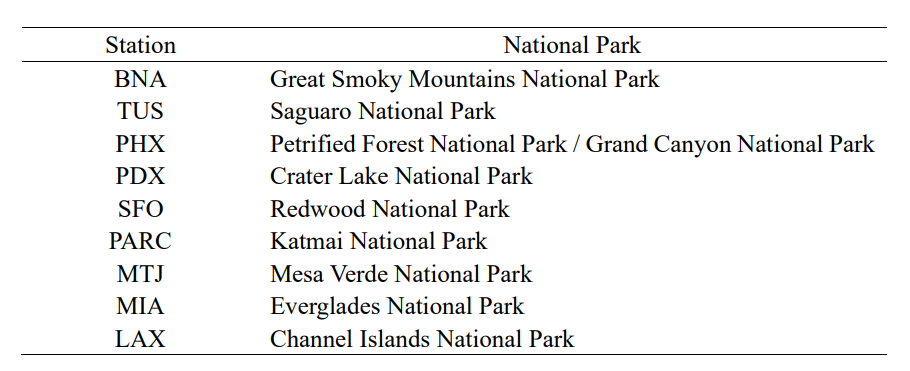 Station National Park
BNA Great Smoky Mountains National Park
TUS Saguaro National Park
PHX Petrified Forest National Park / Grand Canyon National Park
PDX Crater Lake National Park
SFO Redwood National Park
PARC Katmai National Park
MTJ Mesa Verde National Park
MIA Everglades National Park
LAX Channel Islands National Park